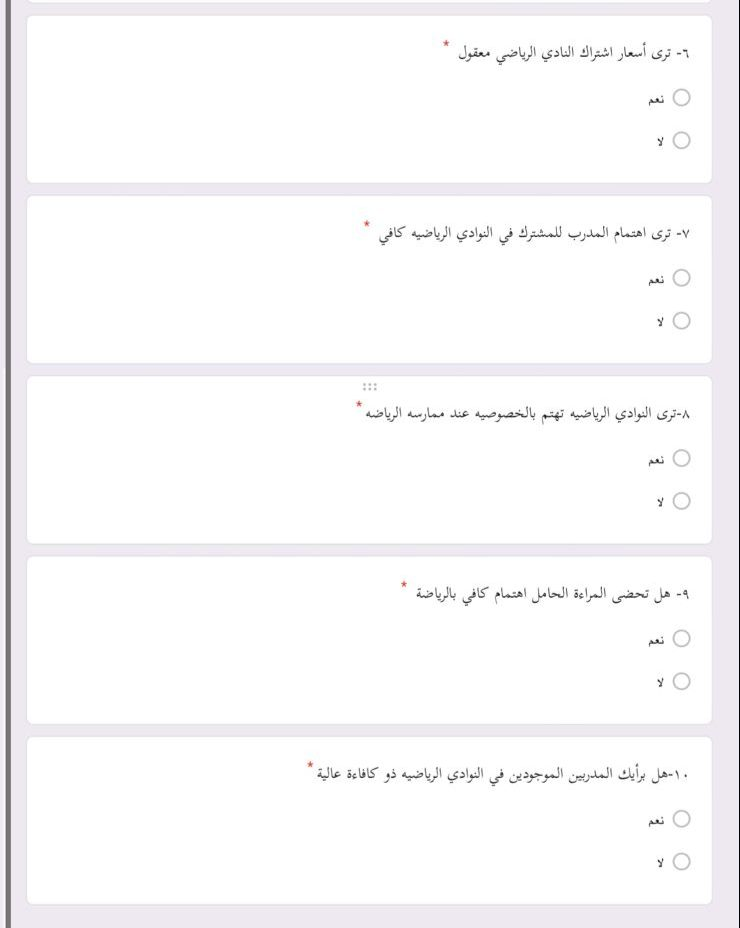 ٦- ترى أسعار اشتراك النادي الرياضي معقول *
نعم
لا
٧- ترى اهتمام المدرب للمشترك في النوادي الرياضيه كافي *
نعم
لا
٨-ترى النوادي الرياضيه تهتم بالخصوصيه عند ممارسه الرياضه *
نعم
لا
٩- هل تحضى المراءة الحامل اهتمام كافي بالرياضة *
نعم
لا
١٠-هل برأيك المدربين الموجودين في النوادي الرياضيه ذو كافاءة عالية *
نعم
لا